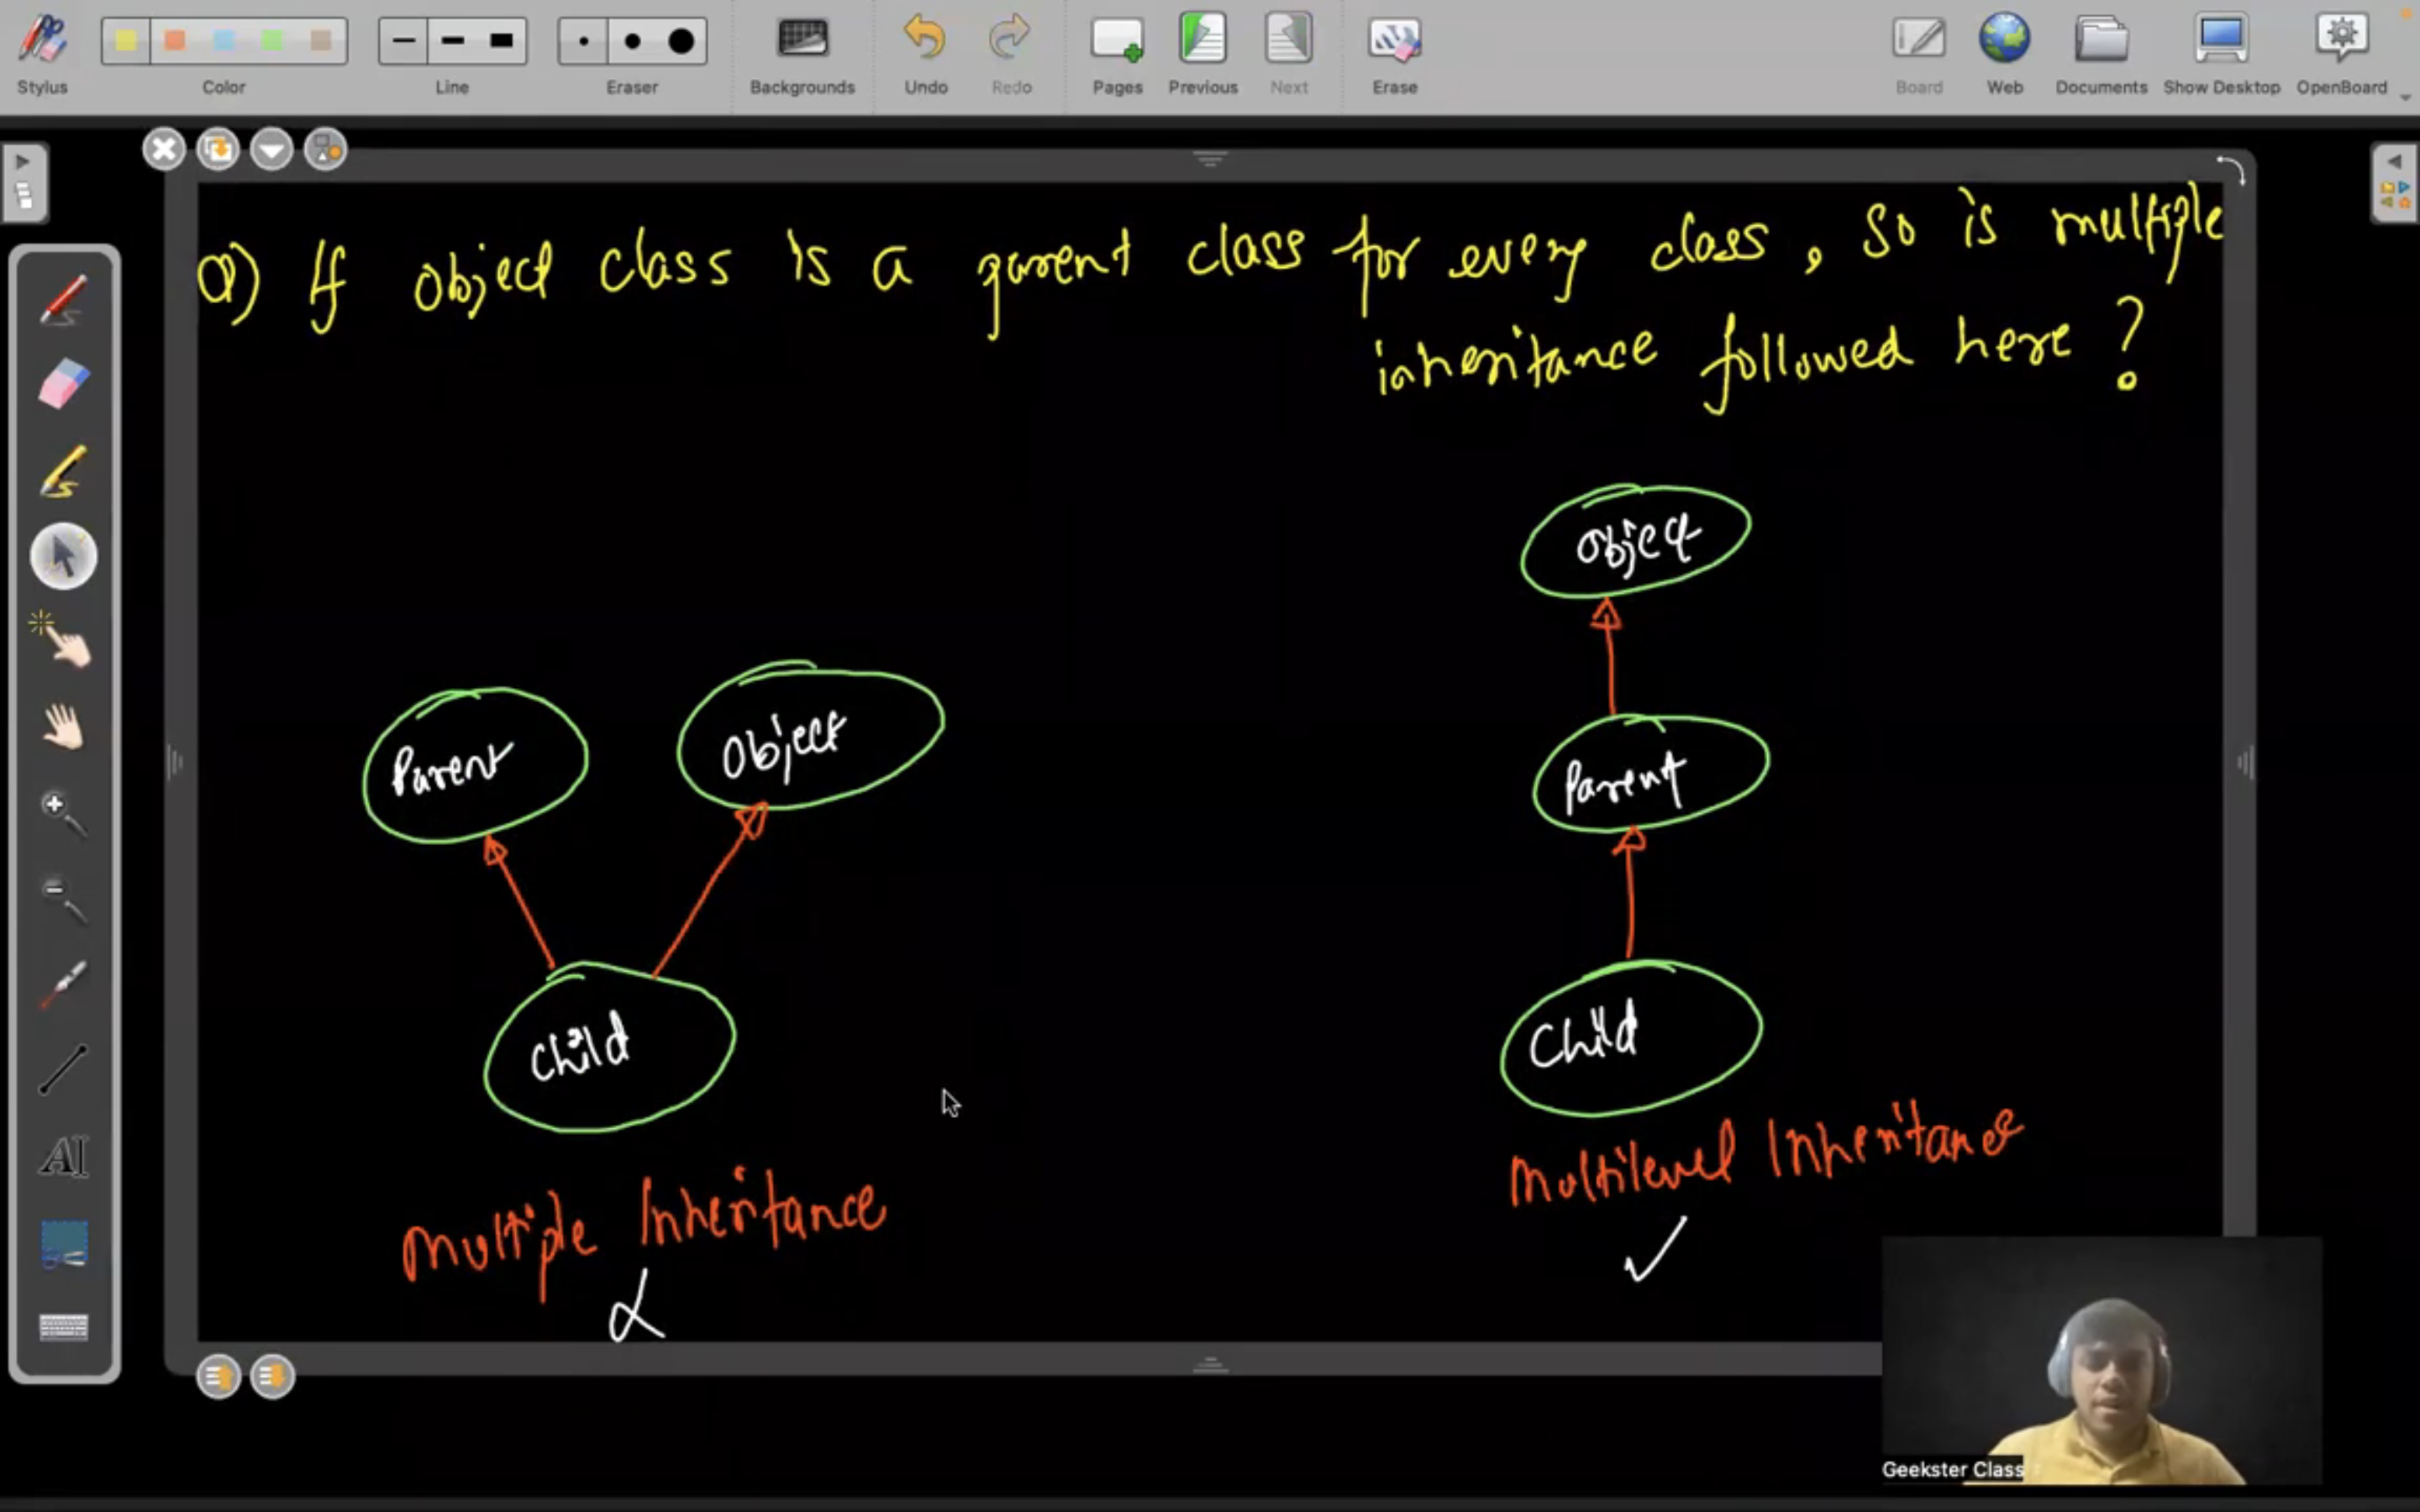 Stylus
Color
Line
Eraser
Backgrounds
Undo
Redo
Pages
Previous
Next
Erase
Board
Web
Documents
Show Desktop
OpenBoard
Q) If object class is a parent class for every class, so is multiple
inheritance followed here ?
Parent
Object
Child
Multiple Inheritance
Object
Parent
Child
Multilevel Inheritance
AI
Geekster Class